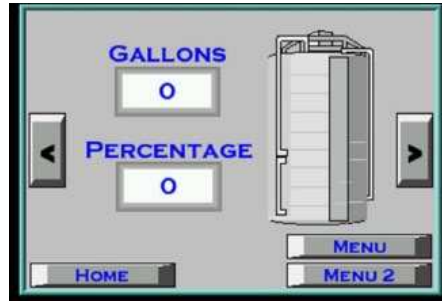 GALLONS
0
<
PERCENTAGE
>
0
MENU
HOME
MENU 2